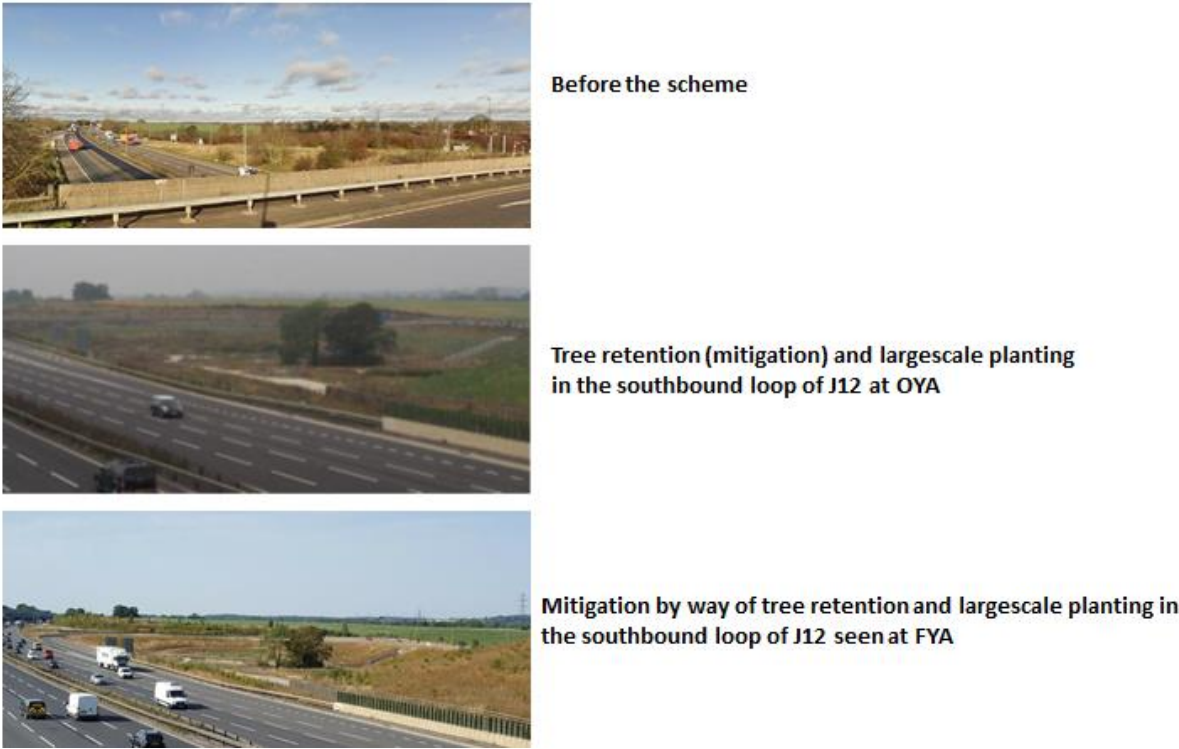 Before the scheme
Tree retention (mitigation) and largescale planting
in the southbound loop of J12 at OYA
Mitigation by way of tree retention and largescale planting in
the southbound loop of J12 seen at FYA